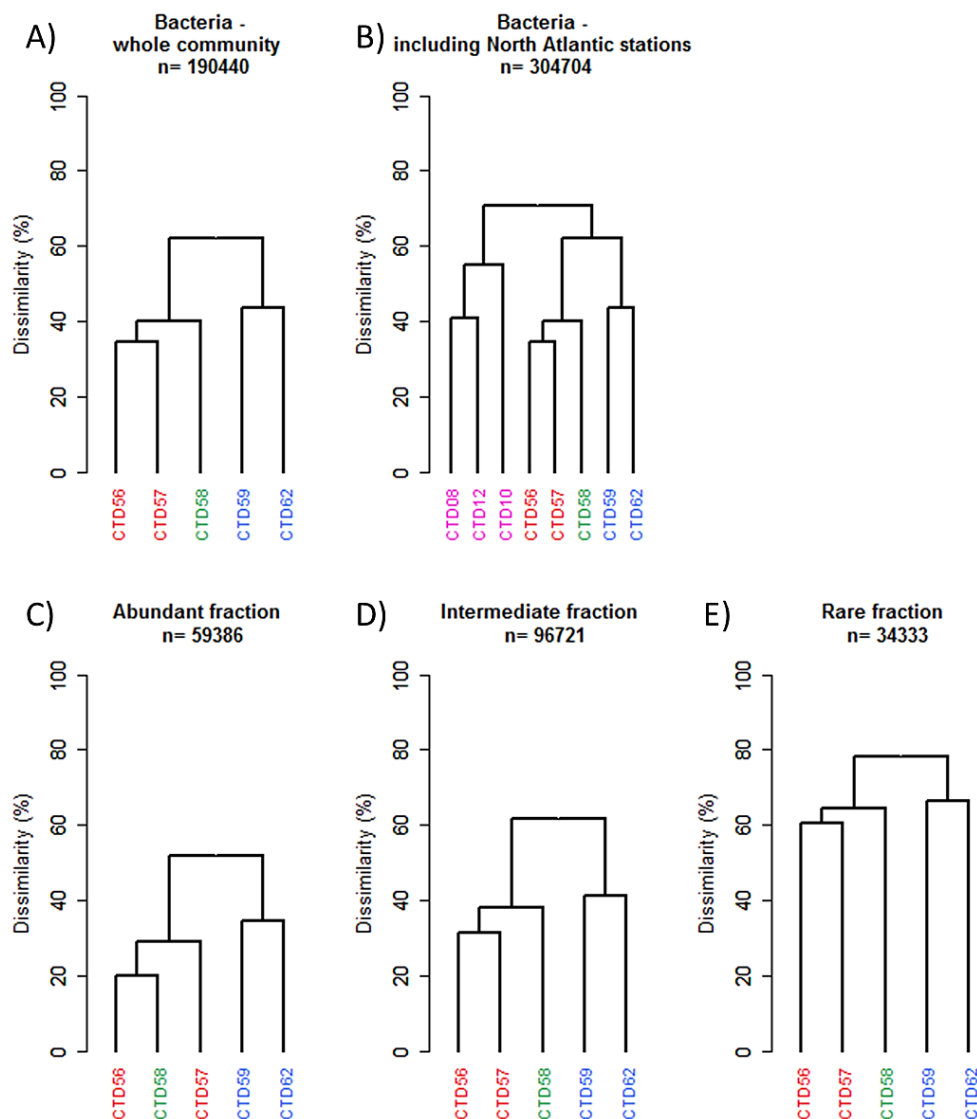 A)
Bacteria -
whole community
n= 190440
Dissimilarity (%)
100
80
60
40
20
0
CTD56
CTD57
CTD58
CTD59
CTD62
B)
Bacteria -
including North Atlantic stations
n= 304704
Dissimilarity (%)
100
80
60
40
20
0
CTD08
CTD12
CTD10
CTD56
CTD57
CTD58
CTD59
CTD62
C)
Abundant fraction
n= 59386
Dissimilarity (%)
100
80
60
40
20
0
CTD56
CTD58
CTD57
CTD59
CTD62
D)
Intermediate fraction
n= 96721
Dissimilarity (%)
100
80
60
40
20
0
CTD56
CTD57
CTD58
CTD59
CTD62
E)
Rare fraction
n= 34333
Dissimilarity (%)
100
80
60
40
20
0
CTD56
CTD57
CTD58
CTD59
CTD62